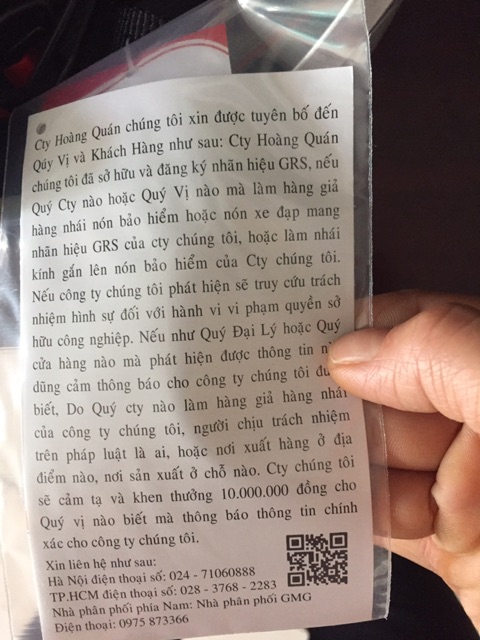 Cty Hoàng Quán chúng tôi xin được tuyên bố đến
Qúy Vị và Khách Hàng như sau: Cty Hoàng Quán
chúng tôi đã sở hữu và đăng ký nhãn hiệu GRS, nếu
Quý Cty nào hoặc Quý Vị nào mà làm hàng giả
hàng nhái nón bảo hiểm hoặc nón xe đạp mang
nhãn hiệu GRS của cty chúng tôi, hoặc làm nhái
kính gắn lên nón bảo hiểm của Cty chúng tôi.
Nếu công ty chúng tôi phát hiện sẽ truy cứu trách
nhiệm hình sự đối với hành vi vi phạm quyền sở
hữu công nghiệp. Nếu như Quý Đại Lý hoặc Quý
cửa hàng nào mà phát hiện được thông tin
dũng cảm thông báo cho công ty chúng tôi
biết, Do Quý cty nào làm hàng giả hàng nhái
của công ty chúng tôi, người chịu trách nhiệm
trên pháp luật là ai, hoặc nơi xuất hàng ở địa
điểm nào, nơi sản xuất ở chỗ nào. Cty chúng tôi
sẽ cảm tạ và khen thưởng 10.000.000 đồng cho
Quý vị nào biết mà thông báo thông tin chính
xác cho công ty chúng tôi.
Xin liên hệ như sau:
Hà Nội điện thoại số: 024 - 71060888
TP.HCM điện thoại số: 028 - 3768 - 2283
Nhà phân phối phía Nam: Nhà phân phối GMG
Điện thoại: 0975 873366